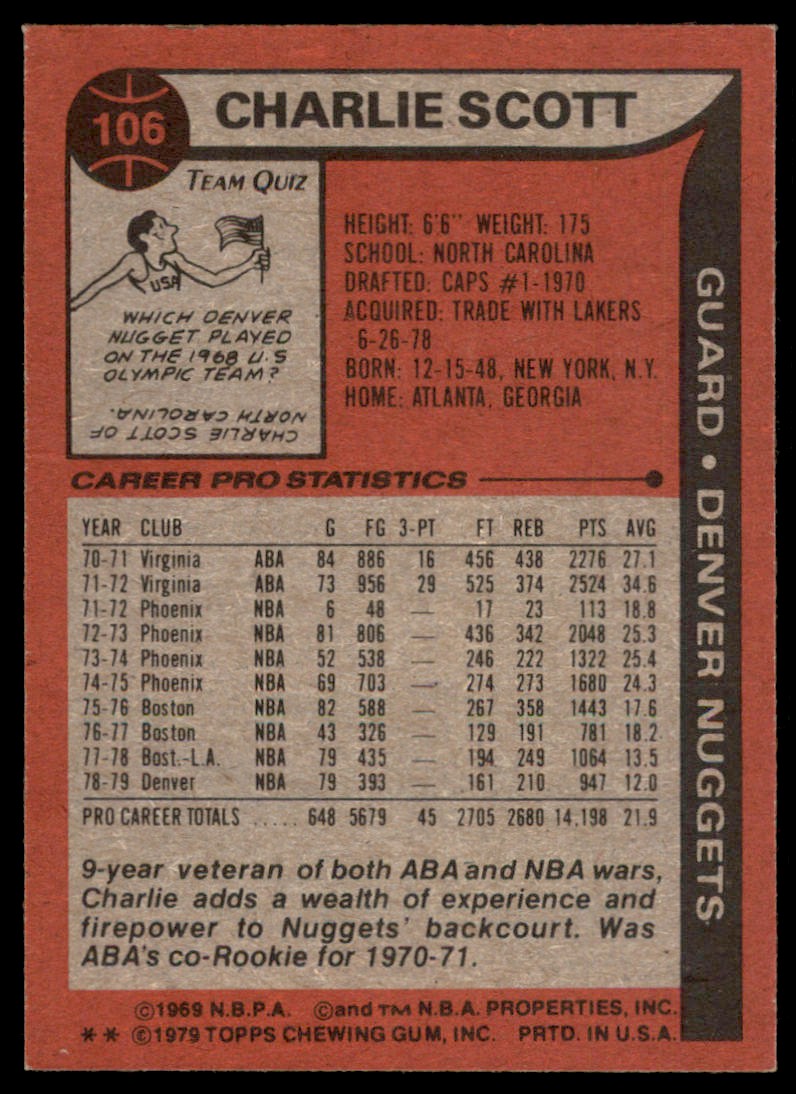 106
CHARLIE SCOTT
TEAM QUIZ
USA
WHICH DENVER
NUGGET PLAYED
ON THE 1968 U.S
OLYMPIC TEAM?
CHARLIE SCOTT OF
NORTH CAROLINA.
HEIGHT: 6'6" WEIGHT: 175
SCHOOL: NORTH CAROLINA
DRAFTED: CAPS #1-1970
ACQUIRED: TRADE WITH LAKERS
6-26-78
BORN: 12-15-48, NEW YORK, N.Y.
HOME: ATLANTA, GEORGIA
GUARD • DENVER NUGGETS
CAREER PRO STATISTICS
YEAR CLUB G FG 3-PT FT REB PTS AVG
70-71 Virginia ABA 84 886 16 456 438 2276 27.1
71-72 Virginia ABA 73 956 29 525 374 2524 34.6
71-72 Phoenix NBA 6 48 — 17 23 113 18.8
72-73 Phoenix NBA 81 806 — 436 342 2048 25.3
73-74 Phoenix NBA 52 538 — 246 222 1322 25.4
74-75 Phoenix NBA 69 703 — 274 273 1680 24.3
75-76 Boston NBA 82 588 — 267 358 1443 17.6
76-77 Boston NBA 43 326 — 129 191 781 18.2
77-78 Bost.-L.A. NBA 79 435 — 194 249 1064 13.5
78-79 Denver NBA 79 393 — 161 210 947 12.0
PRO CAREER TOTALS ..... 648 5679 45 2705 2680 14,198 21.9
9-year veteran of both ABA and NBA wars,
Charlie adds a wealth of experience and
firepower to Nuggets' backcourt. Was
ABA's co-Rookie for 1970-71.
©1969 N.B.P.A. ©and TM N.B.A. PROPERTIES, INC.
** ©1979 TOPPS CHEWING GUM, INC. PRTD. IN U.S.A.